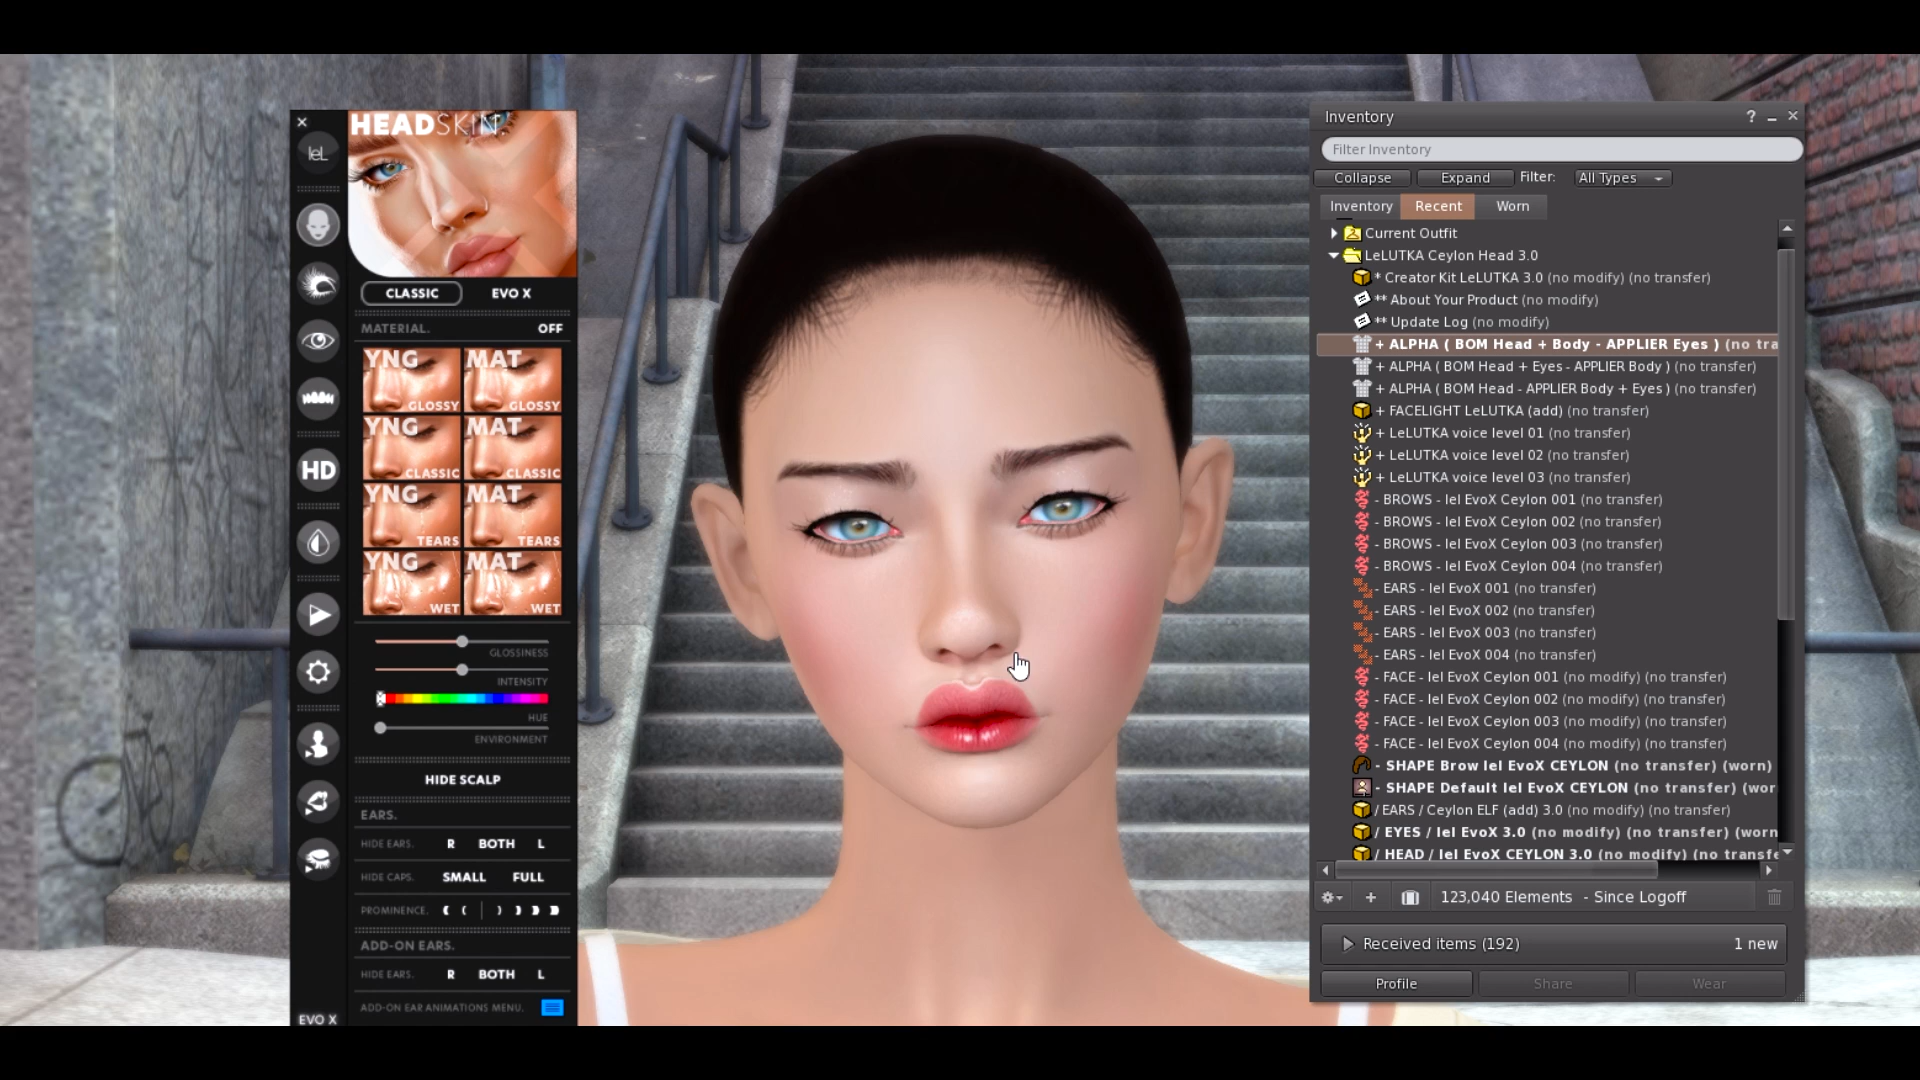 HEADSKIN.
leL
CLASSIC EVO X
MATERIAL. OFF
YNG GLOSSY MAT GLOSSY
YNG CLASSIC MAT CLASSIC
YNG TEARS MAT TEARS
YNG WET MAT WET
HD
GLOSSINESS
INTENSITY
HUE
ENVIRONMENT
HIDE SCALP
EARS.
HIDE EARS. R BOTH L
HIDE CAPS. SMALL FULL
PROMINENCE.
ADD-ON EARS.
HIDE EARS. R BOTH L
ADD-ON EAR ANIMATIONS MENU.
EVO X
Inventory ?
Filter Inventory
Collapse Expand Filter: All Types
Inventory Recent Worn
Current Outfit
LeLUTKA Ceylon Head 3.0
* Creator Kit LeLUTKA 3.0 (no modify) (no transfer)
** About Your Product (no modify)
** Update Log (no modify)
+ ALPHA ( BOM Head + Body - APPLIER Eyes ) (no tra
+ ALPHA ( BOM Head + Eyes - APPLIER Body ) (no transfer)
+ ALPHA ( BOM Head - APPLIER Body + Eyes ) (no transfer)
+ FACELIGHT LeLUTKA (add) (no transfer)
+ LeLUTKA voice level 01 (no transfer)
+ LeLUTKA voice level 02 (no transfer)
+ LeLUTKA voice level 03 (no transfer)
- BROWS - lel EvoX Ceylon 001 (no transfer)
- BROWS - lel EvoX Ceylon 002 (no transfer)
- BROWS - lel EvoX Ceylon 003 (no transfer)
- BROWS - lel EvoX Ceylon 004 (no transfer)
- EARS - lel EvoX 001 (no transfer)
- EARS - lel EvoX 002 (no transfer)
- EARS - lel EvoX 003 (no transfer)
- EARS - lel EvoX 004 (no transfer)
- FACE - lel EvoX Ceylon 001 (no modify) (no transfer)
- FACE - lel EvoX Ceylon 002 (no modify) (no transfer)
- FACE - lel EvoX Ceylon 003 (no modify) (no transfer)
- FACE - lel EvoX Ceylon 004 (no modify) (no transfer)
- SHAPE Brow lel EvoX CEYLON (no transfer) (worn)
- SHAPE Default lel EvoX CEYLON (no transfer) (wor
/ EARS / Ceylon ELF (add) 3.0 (no modify) (no transfer)
/ EYES / lel EvoX 3.0 (no modify) (no transfer) (worn
/ HEAD / lel EvoX CEYLON 3.0 (no modify) (no transfe
123,040 Elements - Since Logoff
Received items (192) 1 new
Profile Share Wear